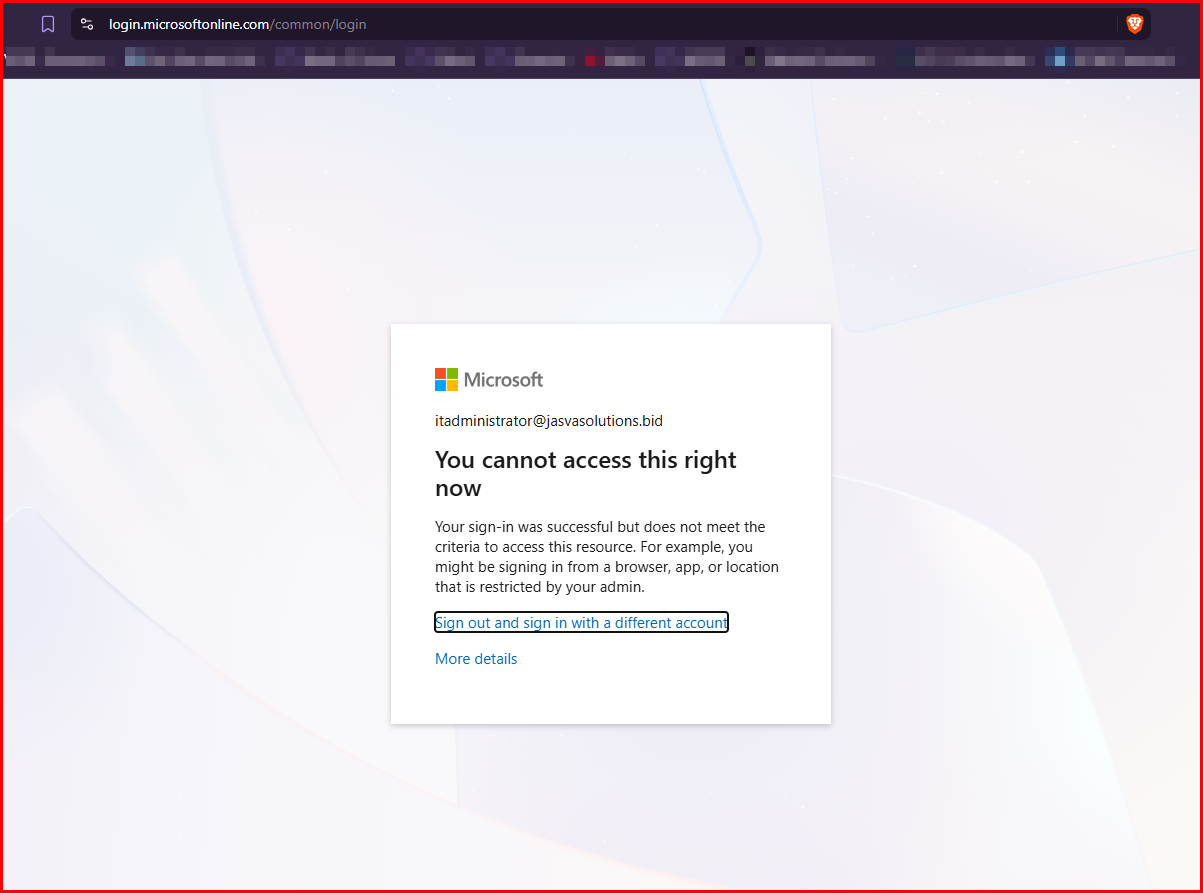 login.microsoftonline.com/common/login
Microsoft
itadministrator@jasvasolutions.bid
You cannot access this right
now
Your sign-in was successful but does not meet the
criteria to access this resource. For example, you
might be signing in from a browser, app, or location
that is restricted by your admin.
Sign out and sign in with a different account
More details